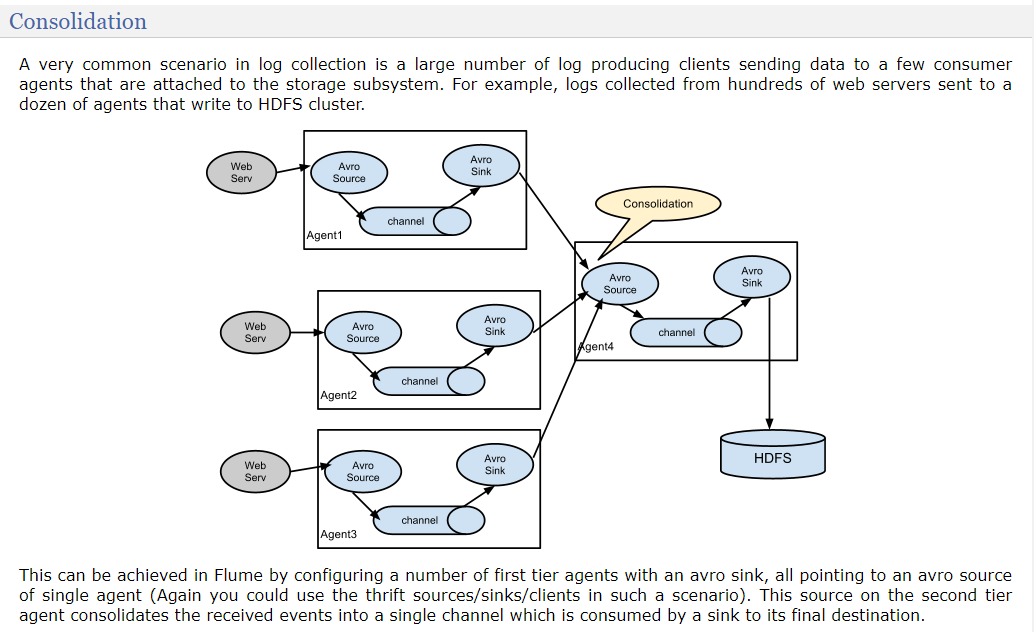 Consolidation
A very common scenario in log collection is a large number of log producing clients sending data to a few consumer
agents that are attached to the storage subsystem. For example, logs collected from hundreds of web servers sent to a
dozen of agents that write to HDFS cluster.
Web
Serv
Avro
Source
Avro
Sink
channel
Agent1
Consolidation
Web
Serv
Avro
Source
Avro
Sink
channel
Agent2
Avro
Source
Avro
Sink
channel
Agent4
Web
Serv
Avro
Source
Avro
Sink
channel
Agent3
HDFS
This can be achieved in Flume by configuring a number of first tier agents with an avro sink, all pointing to an avro source
of single agent (Again you could use the thrift sources/sinks/clients in such a scenario). This source on the second tier
agent consolidates the received events into a single channel which is consumed by a sink to its final destination.